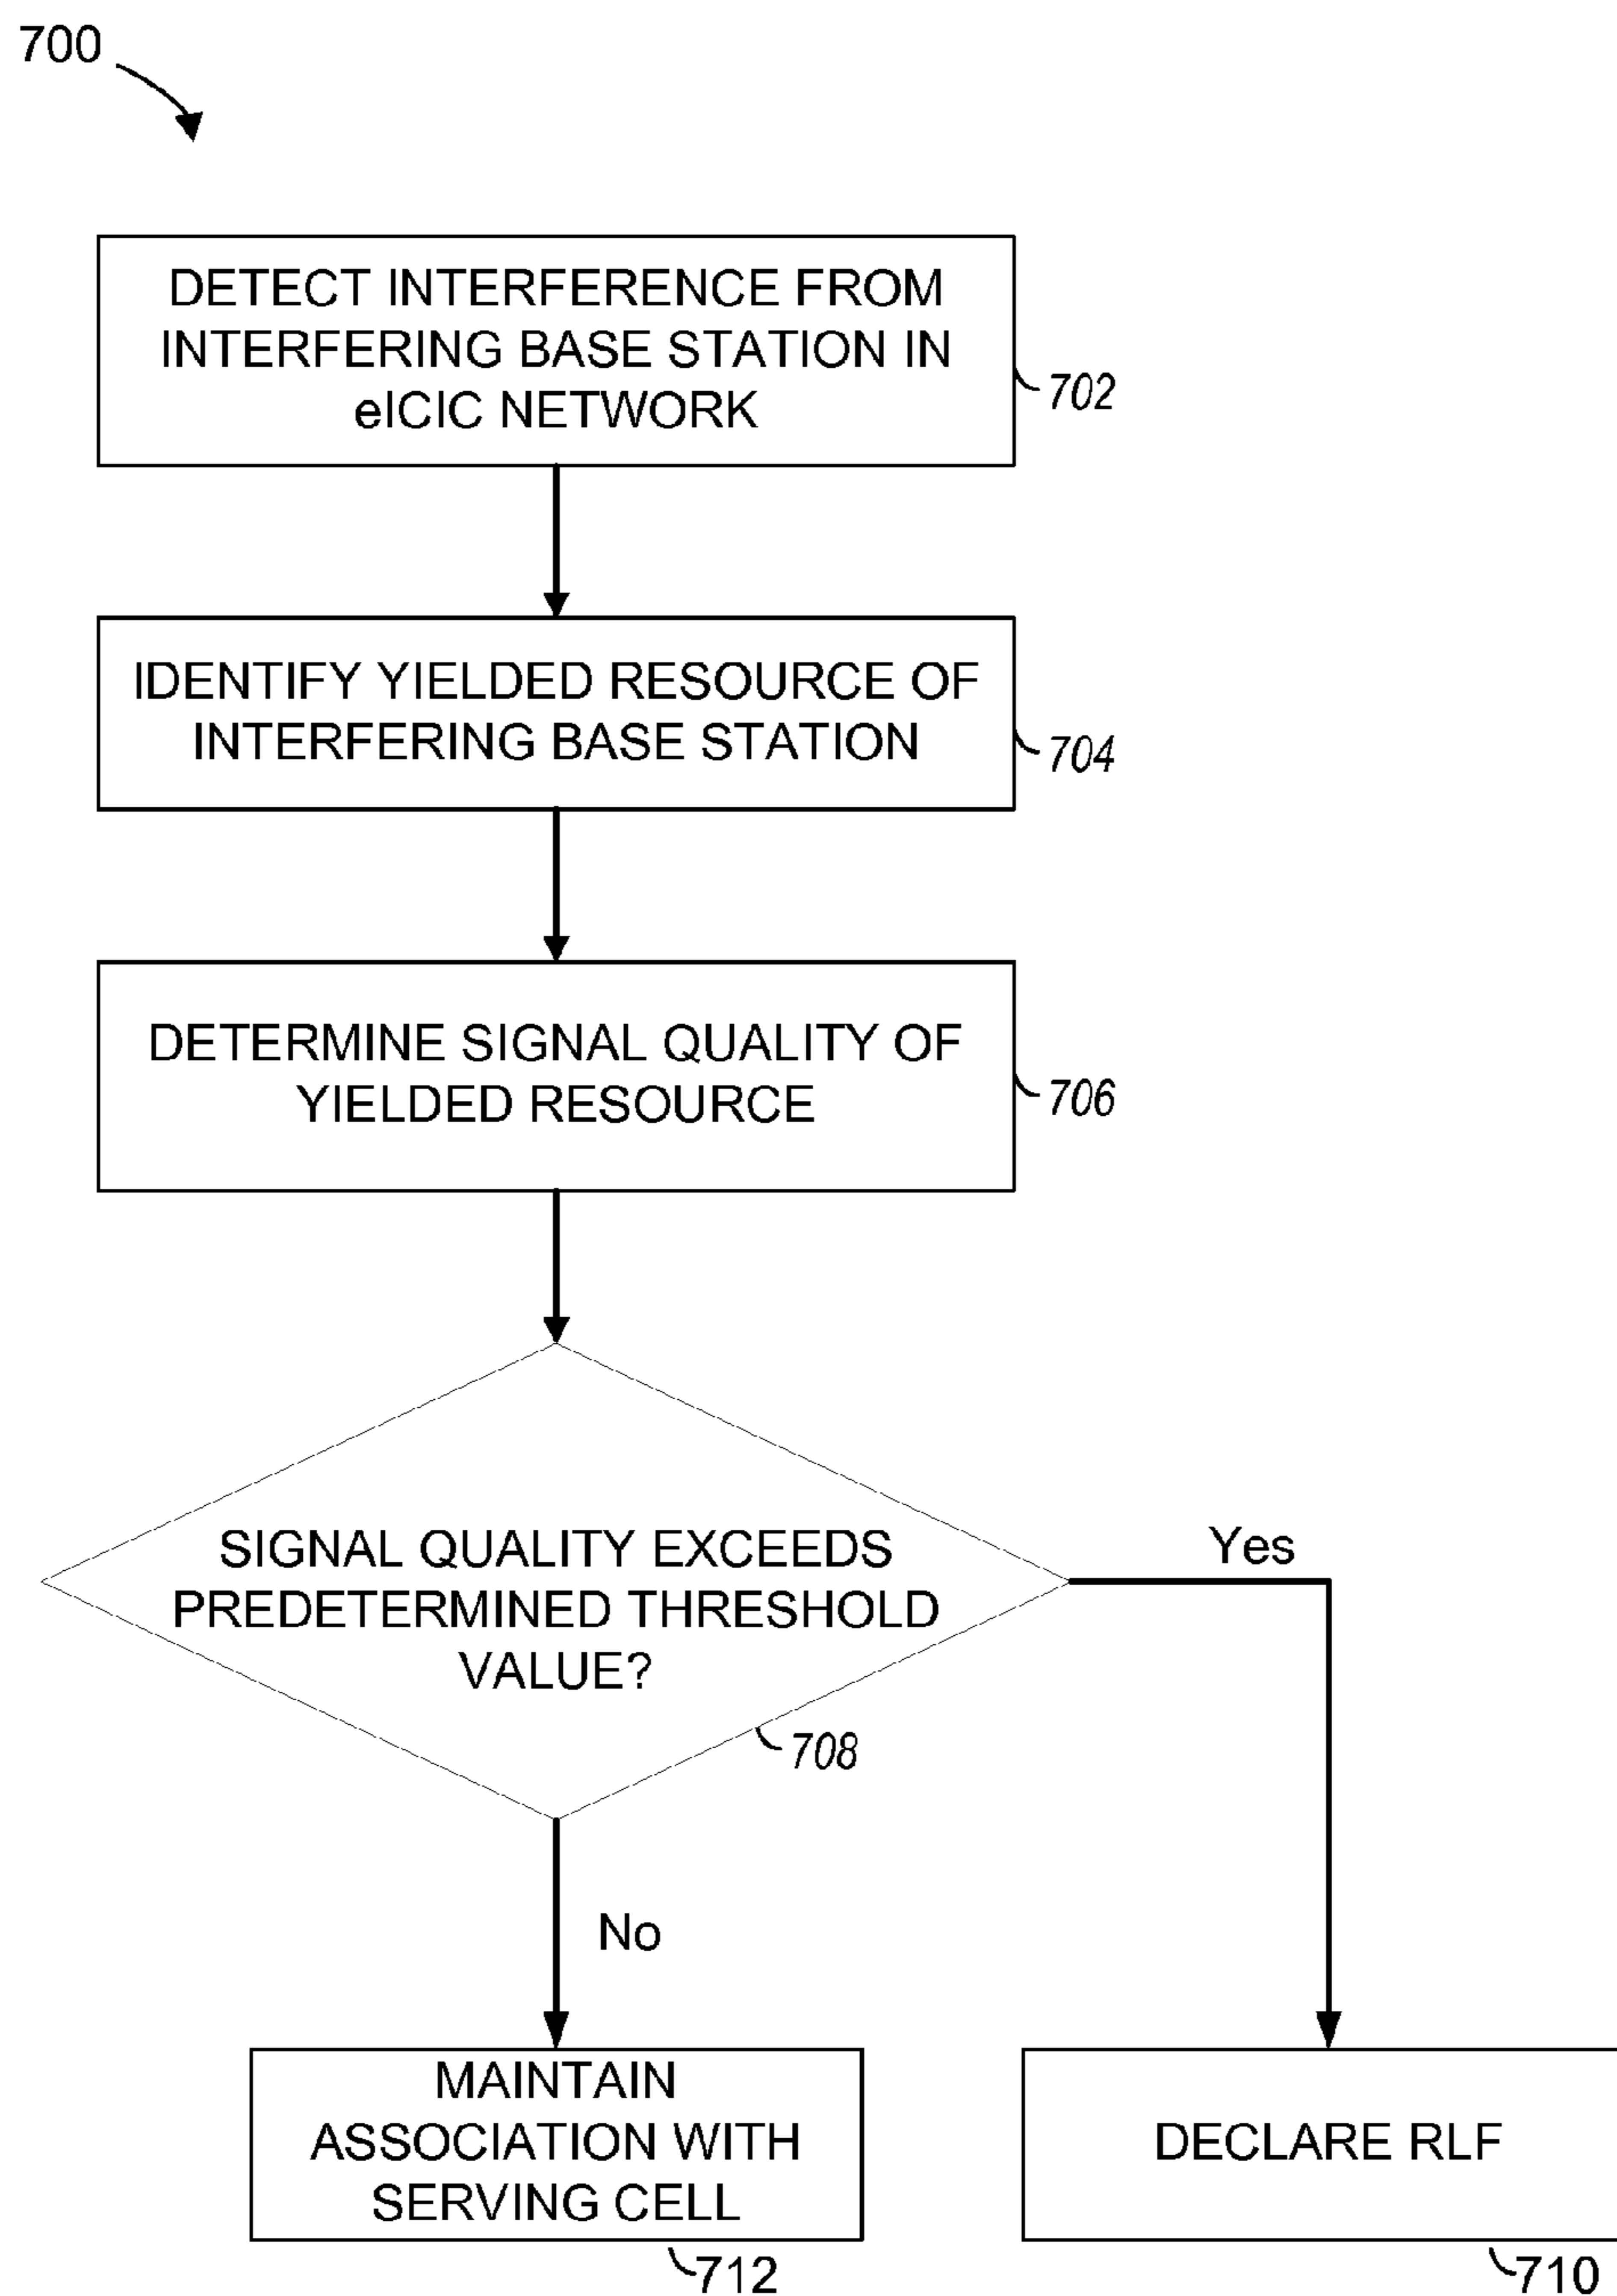 700
DETECT INTERFERENCE FROM
INTERFERING BASE STATION IN
eICIC NETWORK
702
IDENTIFY YIELDED RESOURCE OF
INTERFERING BASE STATION
704
DETERMINE SIGNAL QUALITY OF
YIELDED RESOURCE
706
SIGNAL QUALITY EXCEEDS
PREDETERMINED THRESHOLD
VALUE?
708
Yes
No
MAINTAIN
ASSOCIATION WITH
SERVING CELL
712
DECLARE RLF
710